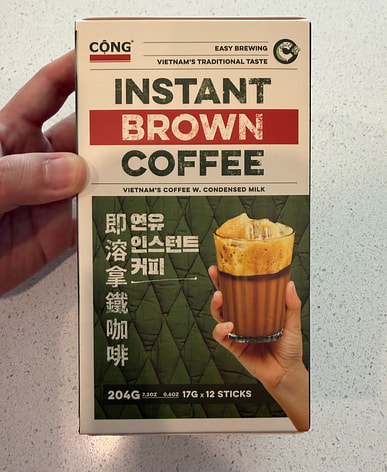 CỘNG®
EASY BREWING
VIETNAM'S TRADITIONAL TASTE
INSTANT
BROWN
COFFEE
VIETNAM'S COFFEE W. CONDENSED MILK
即溶拿鐵咖啡
연유
인스턴트
커피
204G 7.2OZ 0.6OZ 17G x 12 STICKS